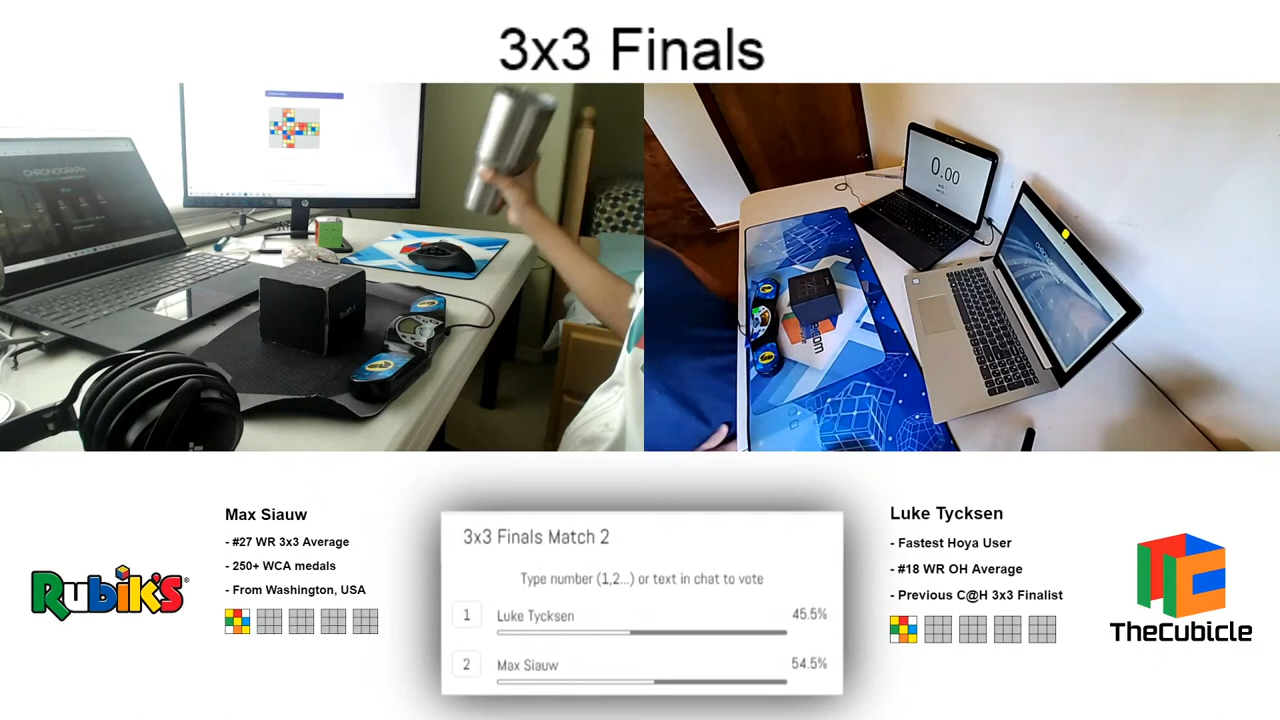 3x3 Finals
CHRONOGRAPH
0.00
Max Siauw
- #27 WR 3x3 Average
- 250+ WCA medals
- From Washington, USA
RUBIK'S®
3x3 Finals Match 2
Type number (1,2...) or text in chat to vote
1 Luke Tycksen 45.5%
2 Max Siauw 54.5%
Luke Tycksen
- Fastest Hoya User
- #18 WR OH Average
- Previous C@H 3x3 Finalist
TheCubicle